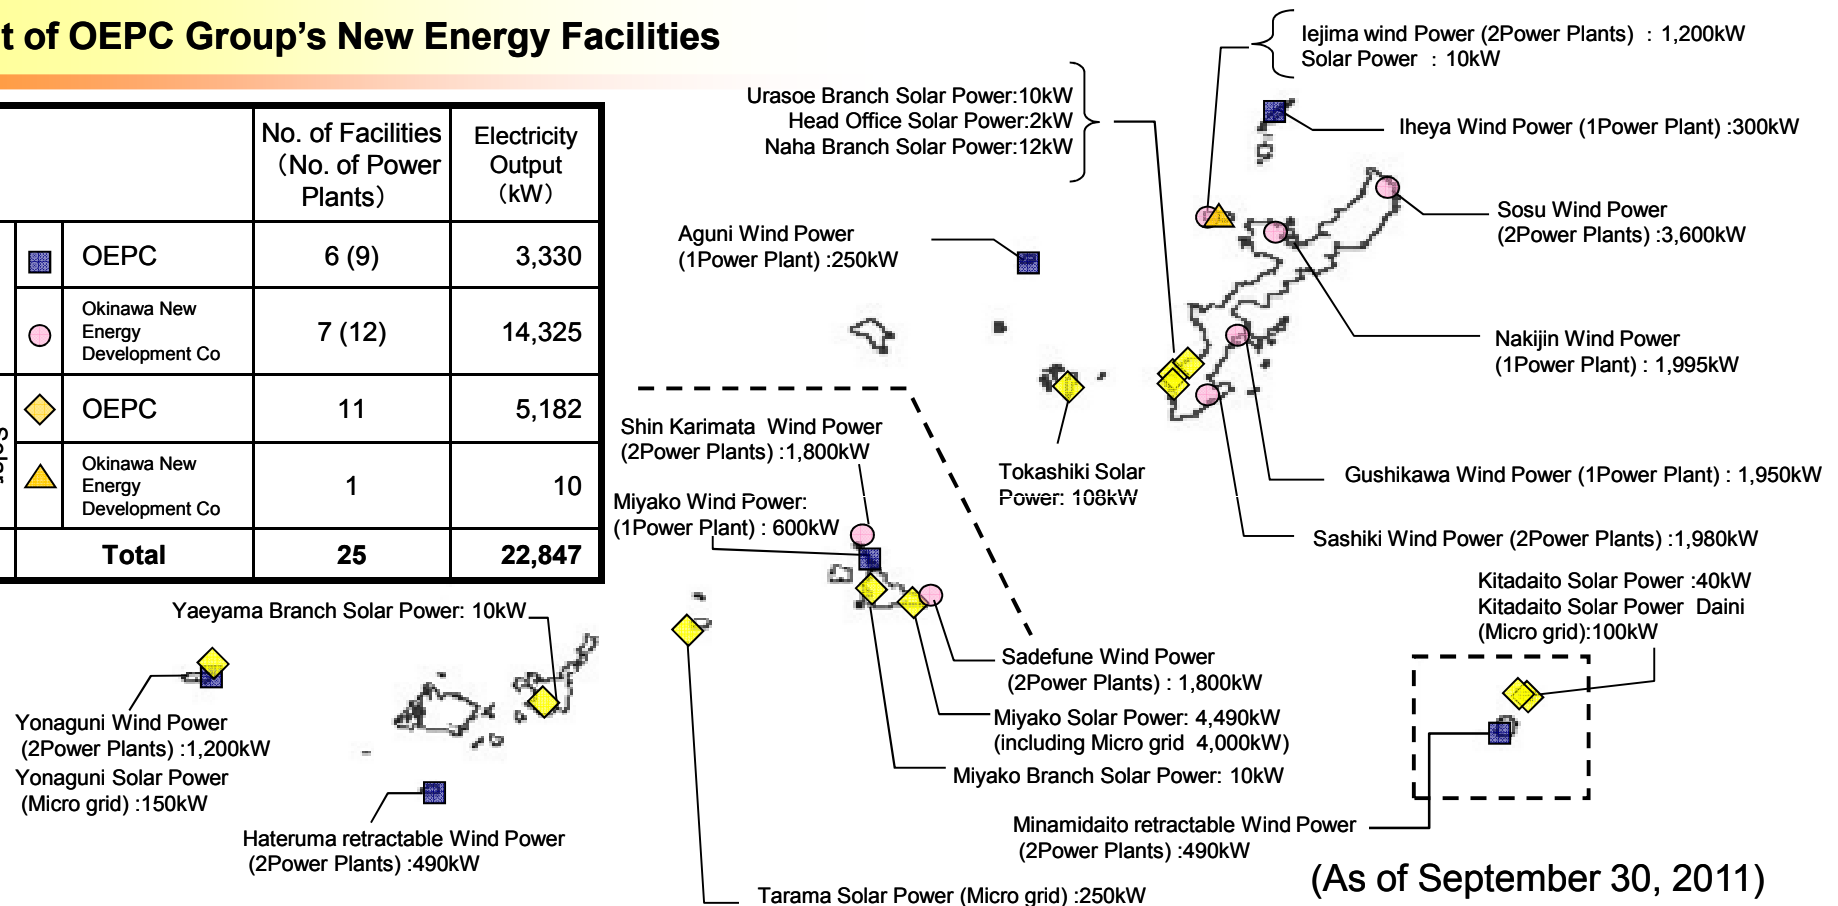 t of OEPC Group's New Energy Facilities
No. of Facilities
(No. of Power
Plants)
Electricity
Output
(kW)
OEPC
6 (9)
3,330
Okinawa New
Energy
Development Co
7 (12)
14,325
Solar
OEPC
11
5,182
Okinawa New
Energy
Development Co
1
10
Total
25
22,847
Iejima wind Power (2Power Plants) : 1,200kW
Solar Power : 10kW
Urasoe Branch Solar Power:10kW
Head Office Solar Power:2kW
Naha Branch Solar Power:12kW
Iheya Wind Power (1Power Plant) :300kW
Sosu Wind Power
(2Power Plants) :3,600kW
Aguni Wind Power
(1Power Plant) :250kW
Nakijin Wind Power
(1Power Plant) : 1,995kW
Shin Karimata Wind Power
(2Power Plants) :1,800kW
Tokashiki Solar
Power: 108kW
Gushikawa Wind Power (1Power Plant) : 1,950kW
Miyako Wind Power:
(1Power Plant) : 600kW
Sashiki Wind Power (2Power Plants) :1,980kW
Kitadaito Solar Power :40kW
Kitadaito Solar Power Daini
(Micro grid):100kW
Yaeyama Branch Solar Power: 10kW
Sadefune Wind Power
(2Power Plants) : 1,800kW
Miyako Solar Power: 4,490kW
(including Micro grid 4,000kW)
Miyako Branch Solar Power: 10kW
Yonaguni Wind Power
(2Power Plants) :1,200kW
Yonaguni Solar Power
(Micro grid) :150kW
Hateruma retractable Wind Power
(2Power Plants) :490kW
Minamidaito retractable Wind Power
(2Power Plants) :490kW
Tarama Solar Power (Micro grid) :250kW
(As of September 30, 2011)